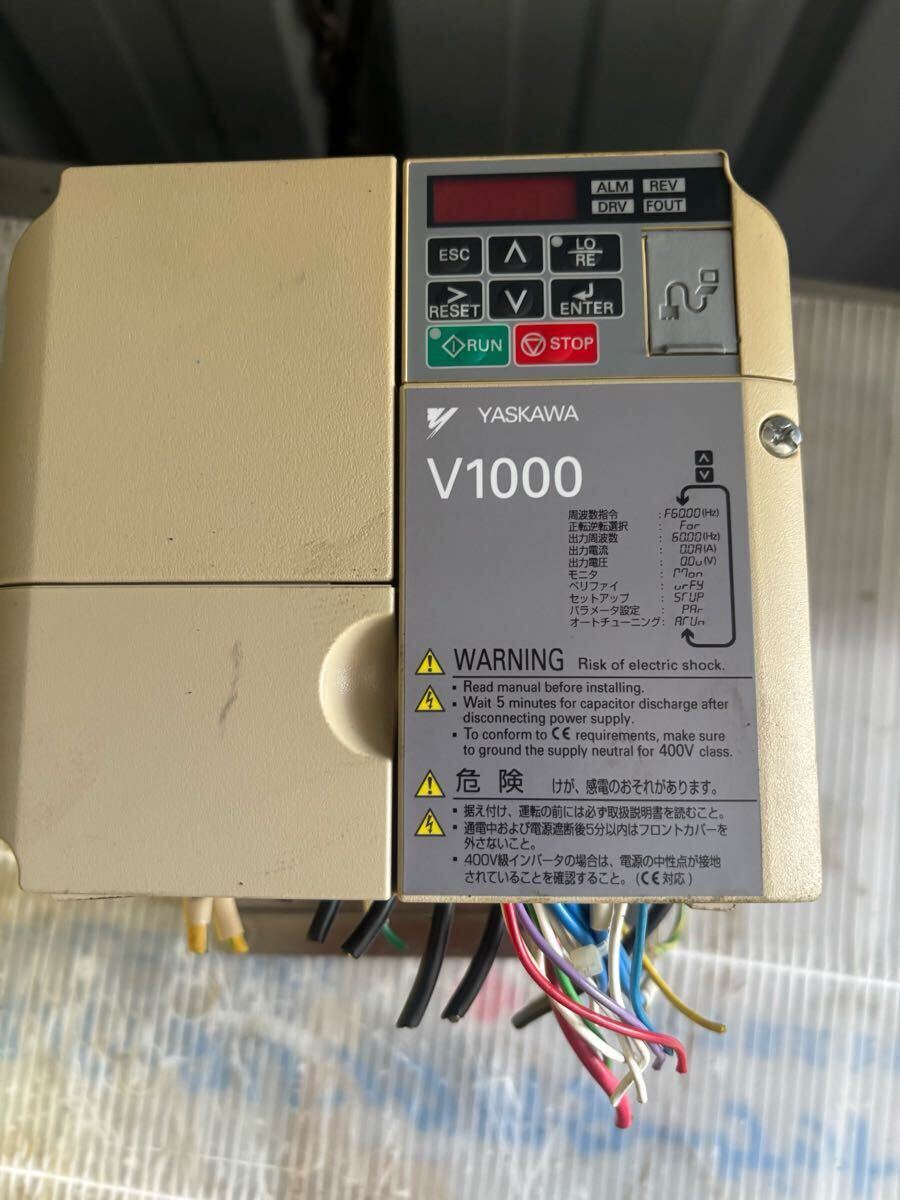 ALM REV
DRV FOUT
ESC ∧ LO/RE
> RESET ∨ ENTER
RUN STOP
YASKAWA
V1000
周波数指令 : F60.00(Hz)
正転逆転選択 : For
出力周波数 : 60.00(Hz)
出力電流 : 0.0A(A)
出力電圧 : 0.0v(V)
モニタ : Mon
ベリファイ : vrFY
セットアップ : STUP
パラメータ設定 : PAr
オートチューニング : ATUn
WARNING Risk of electric shock.
▪ Read manual before installing.
▪ Wait 5 minutes for capacitor discharge after
disconnecting power supply.
▪ To conform to CE requirements, make sure
to ground the supply neutral for 400V class.
危険 けが、感電のおそれがあります。
▪ 据え付け、運転の前には必ず取扱説明書を読むこと。
▪ 通電中および電源遮断後5分以内はフロントカバーを
外さないこと。
▪ 400V級インバータの場合は、電源の中性点が接地
されていることを確認すること。(CE対応)